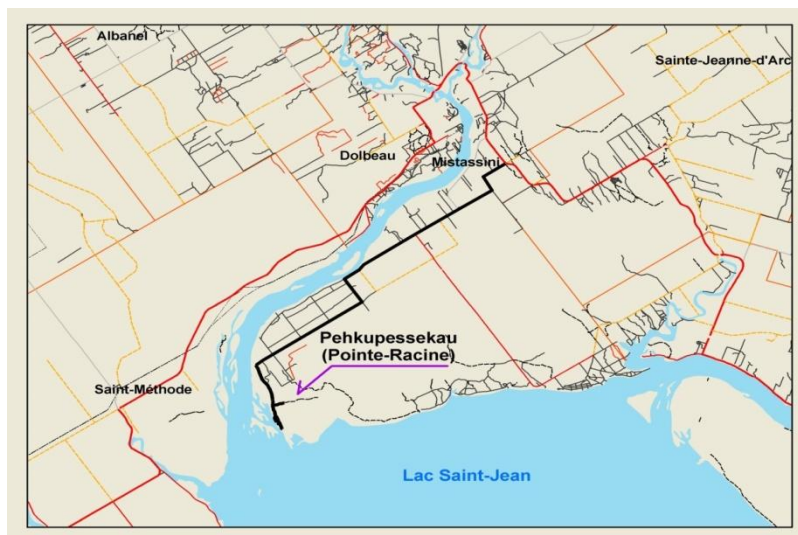 Albanel
Sainte-Jeanne-d'Arc
Dolbeau
Mistassini
Pehkupessekau
(Pointe-Racine)
Saint-Méthode
Lac Saint-Jean